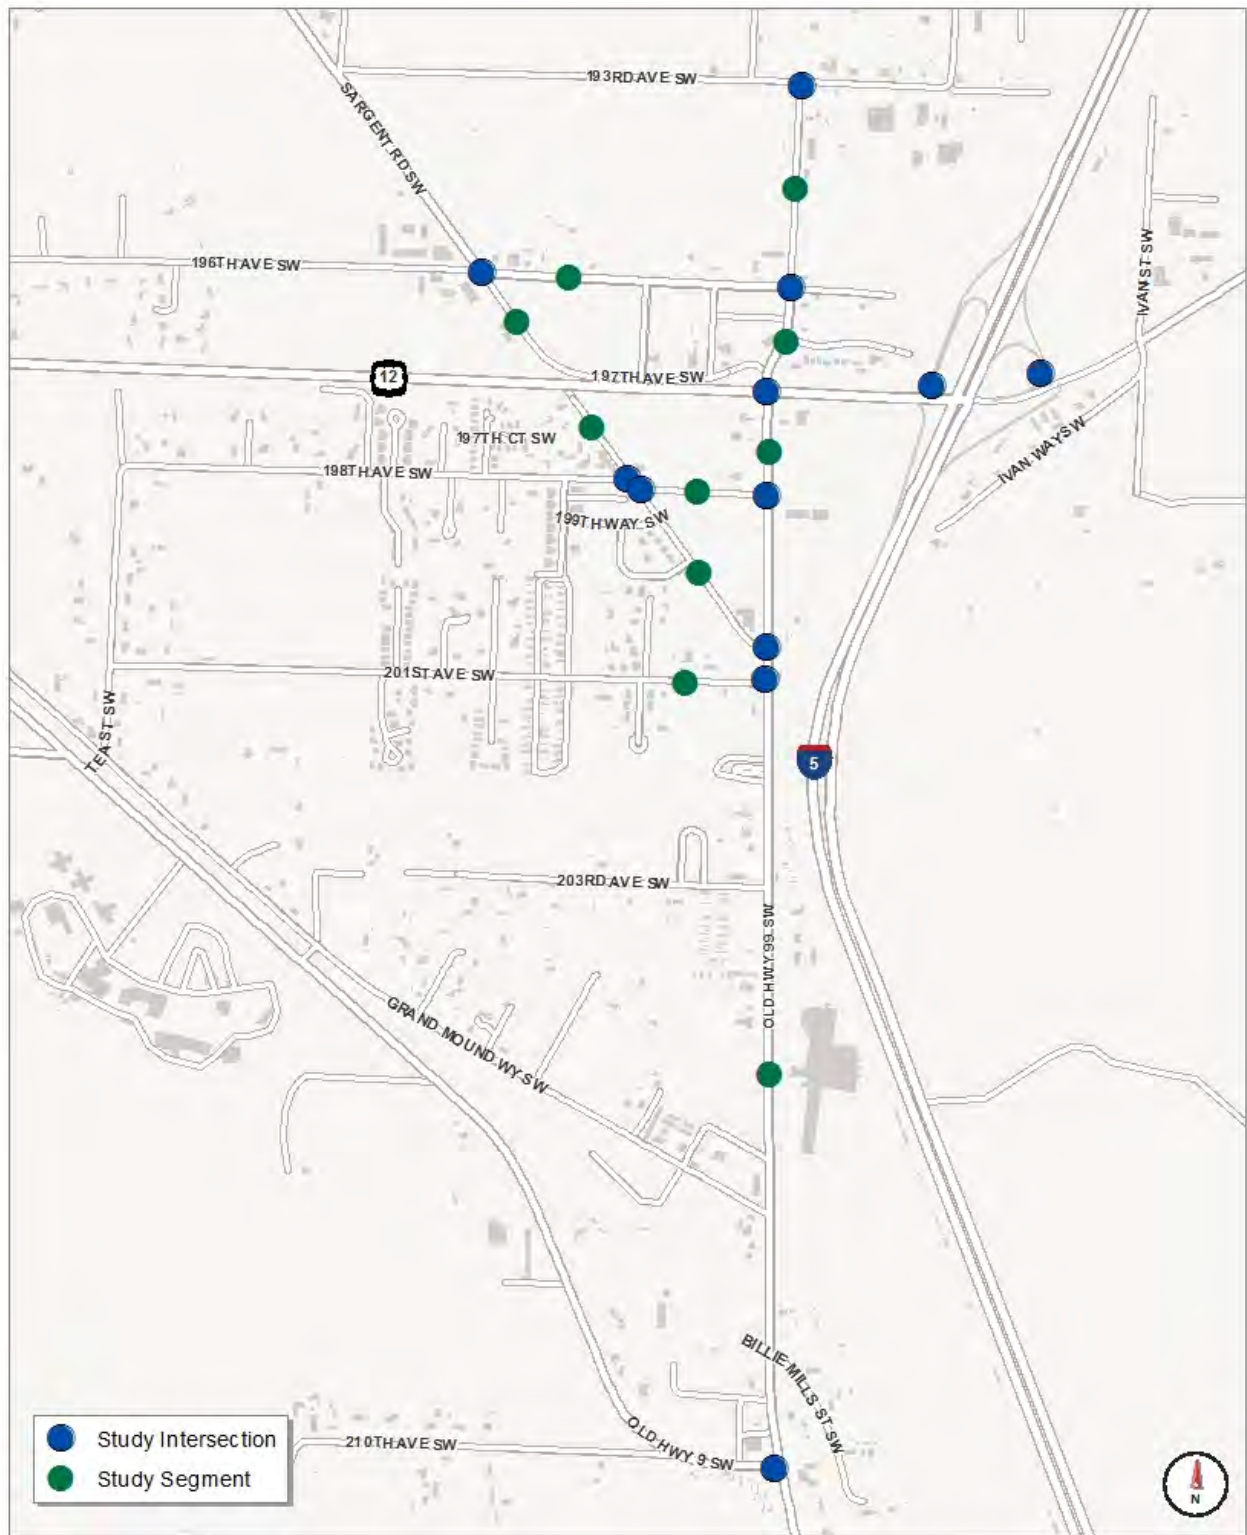 193RD AVE SW
SARGENT RD SW
IVAN ST SW
196TH AVE SW
12
197TH AVE SW
197TH CT SW
IVAN WAY SW
198TH AVE SW
199TH WAY SW
201ST AVE SW
TEA ST SW
5
203RD AVE SW
OLD HWY 99 SW
GRAND MOUND WY SW
BILLIE MILLS ST SW
OLD HWY 9 SW
210TH AVE SW
Study Intersection
Study Segment
N